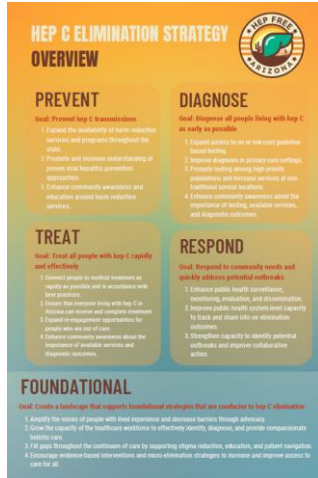 HEP C ELIMINATION STRATEGY
OVERVIEW
HEP FREE
ARIZONA
PREVENT
Goal: Prevent hep C transmissions
1. Expand the availability of harm reduction
services and programs throughout the
state.
2. Promote and increase understanding of
proven viral hepatitis prevention
approaches.
3. Enhance community awareness and
education around harm reduction
services.
DIAGNOSE
Goal: Diagnose all people living with hep C
as early as possible
1. Expand access to no or low-cost guideline-
based testing.
2. Improve diagnosis in primary care settings.
3. Promote testing among high-priority
populations and increase services at non-
traditional service locations.
4. Enhance community awareness about the
importance of testing, available services,
and diagnostic outcomes.
TREAT
Goal: Treat all people with hep C rapidly
and effectively
1. Connect people to medical treatment as
rapidly as possible and in accordance with
best practices.
2. Ensure that everyone living with hep C in
Arizona can receive and complete treatment.
3. Expand re-engagement opportunities for
people who are out of care.
4. Enhance community awareness about the
importance of available services and
diagnostic outcomes.
RESPOND
Goal: Respond to community needs and
quickly address potential outbreaks
1. Enhance public health surveillance,
monitoring, evaluation, and dissemination.
2. Improve public health system-level capacity
to track and share info on elimination
outcomes.
3. Strengthen capacity to identify potential
outbreaks and improve collaborative
action.
FOUNDATIONAL
Goal: Create a landscape that supports foundational strategies that are conducive to hep C elimination
1. Amplify the voices of people with lived experience and decrease barriers through advocacy.
2. Grow the capacity of the healthcare workforce to effectively identify, diagnose, and provide compassionate
holistic care.
3. Fill gaps throughout the continuum of care by supporting stigma reduction, education, and patient navigation.
4. Encourage evidence-based interventions and micro-elimination strategies to increase and improve access to
care for all.